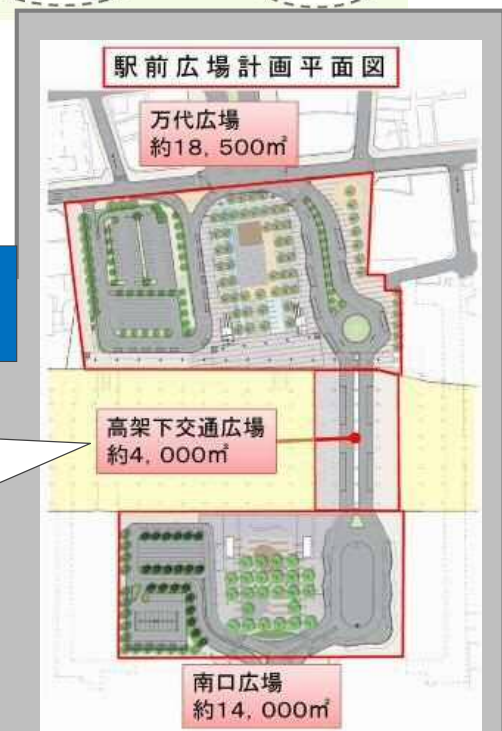 駅前広場計画平面図
万代広場
約18,500㎡
高架下交通広場
約4,000㎡
南口広場
約14,000㎡